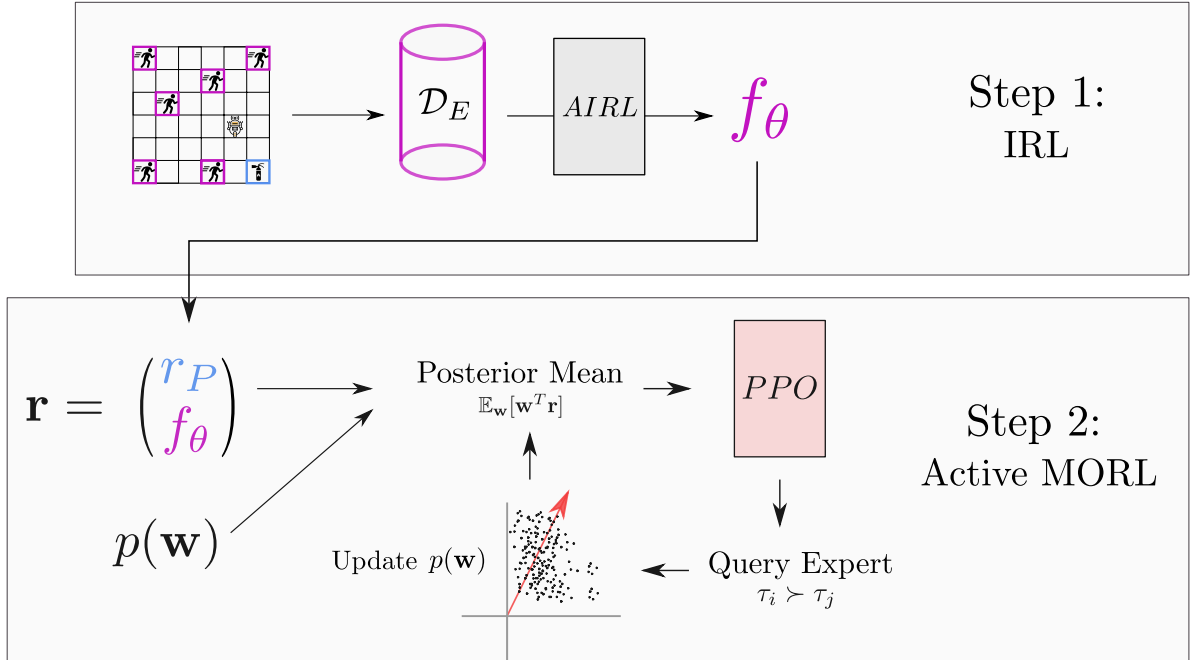 𝒟_E
AIRL
f_θ
Step 1:
IRL
r = (r_P
f_θ)
p(w)
Posterior Mean
𝔼_w[w^T r]
PPO
Step 2:
Active MORL
Update p(w)
Query Expert
τ_i ≻ τ_j